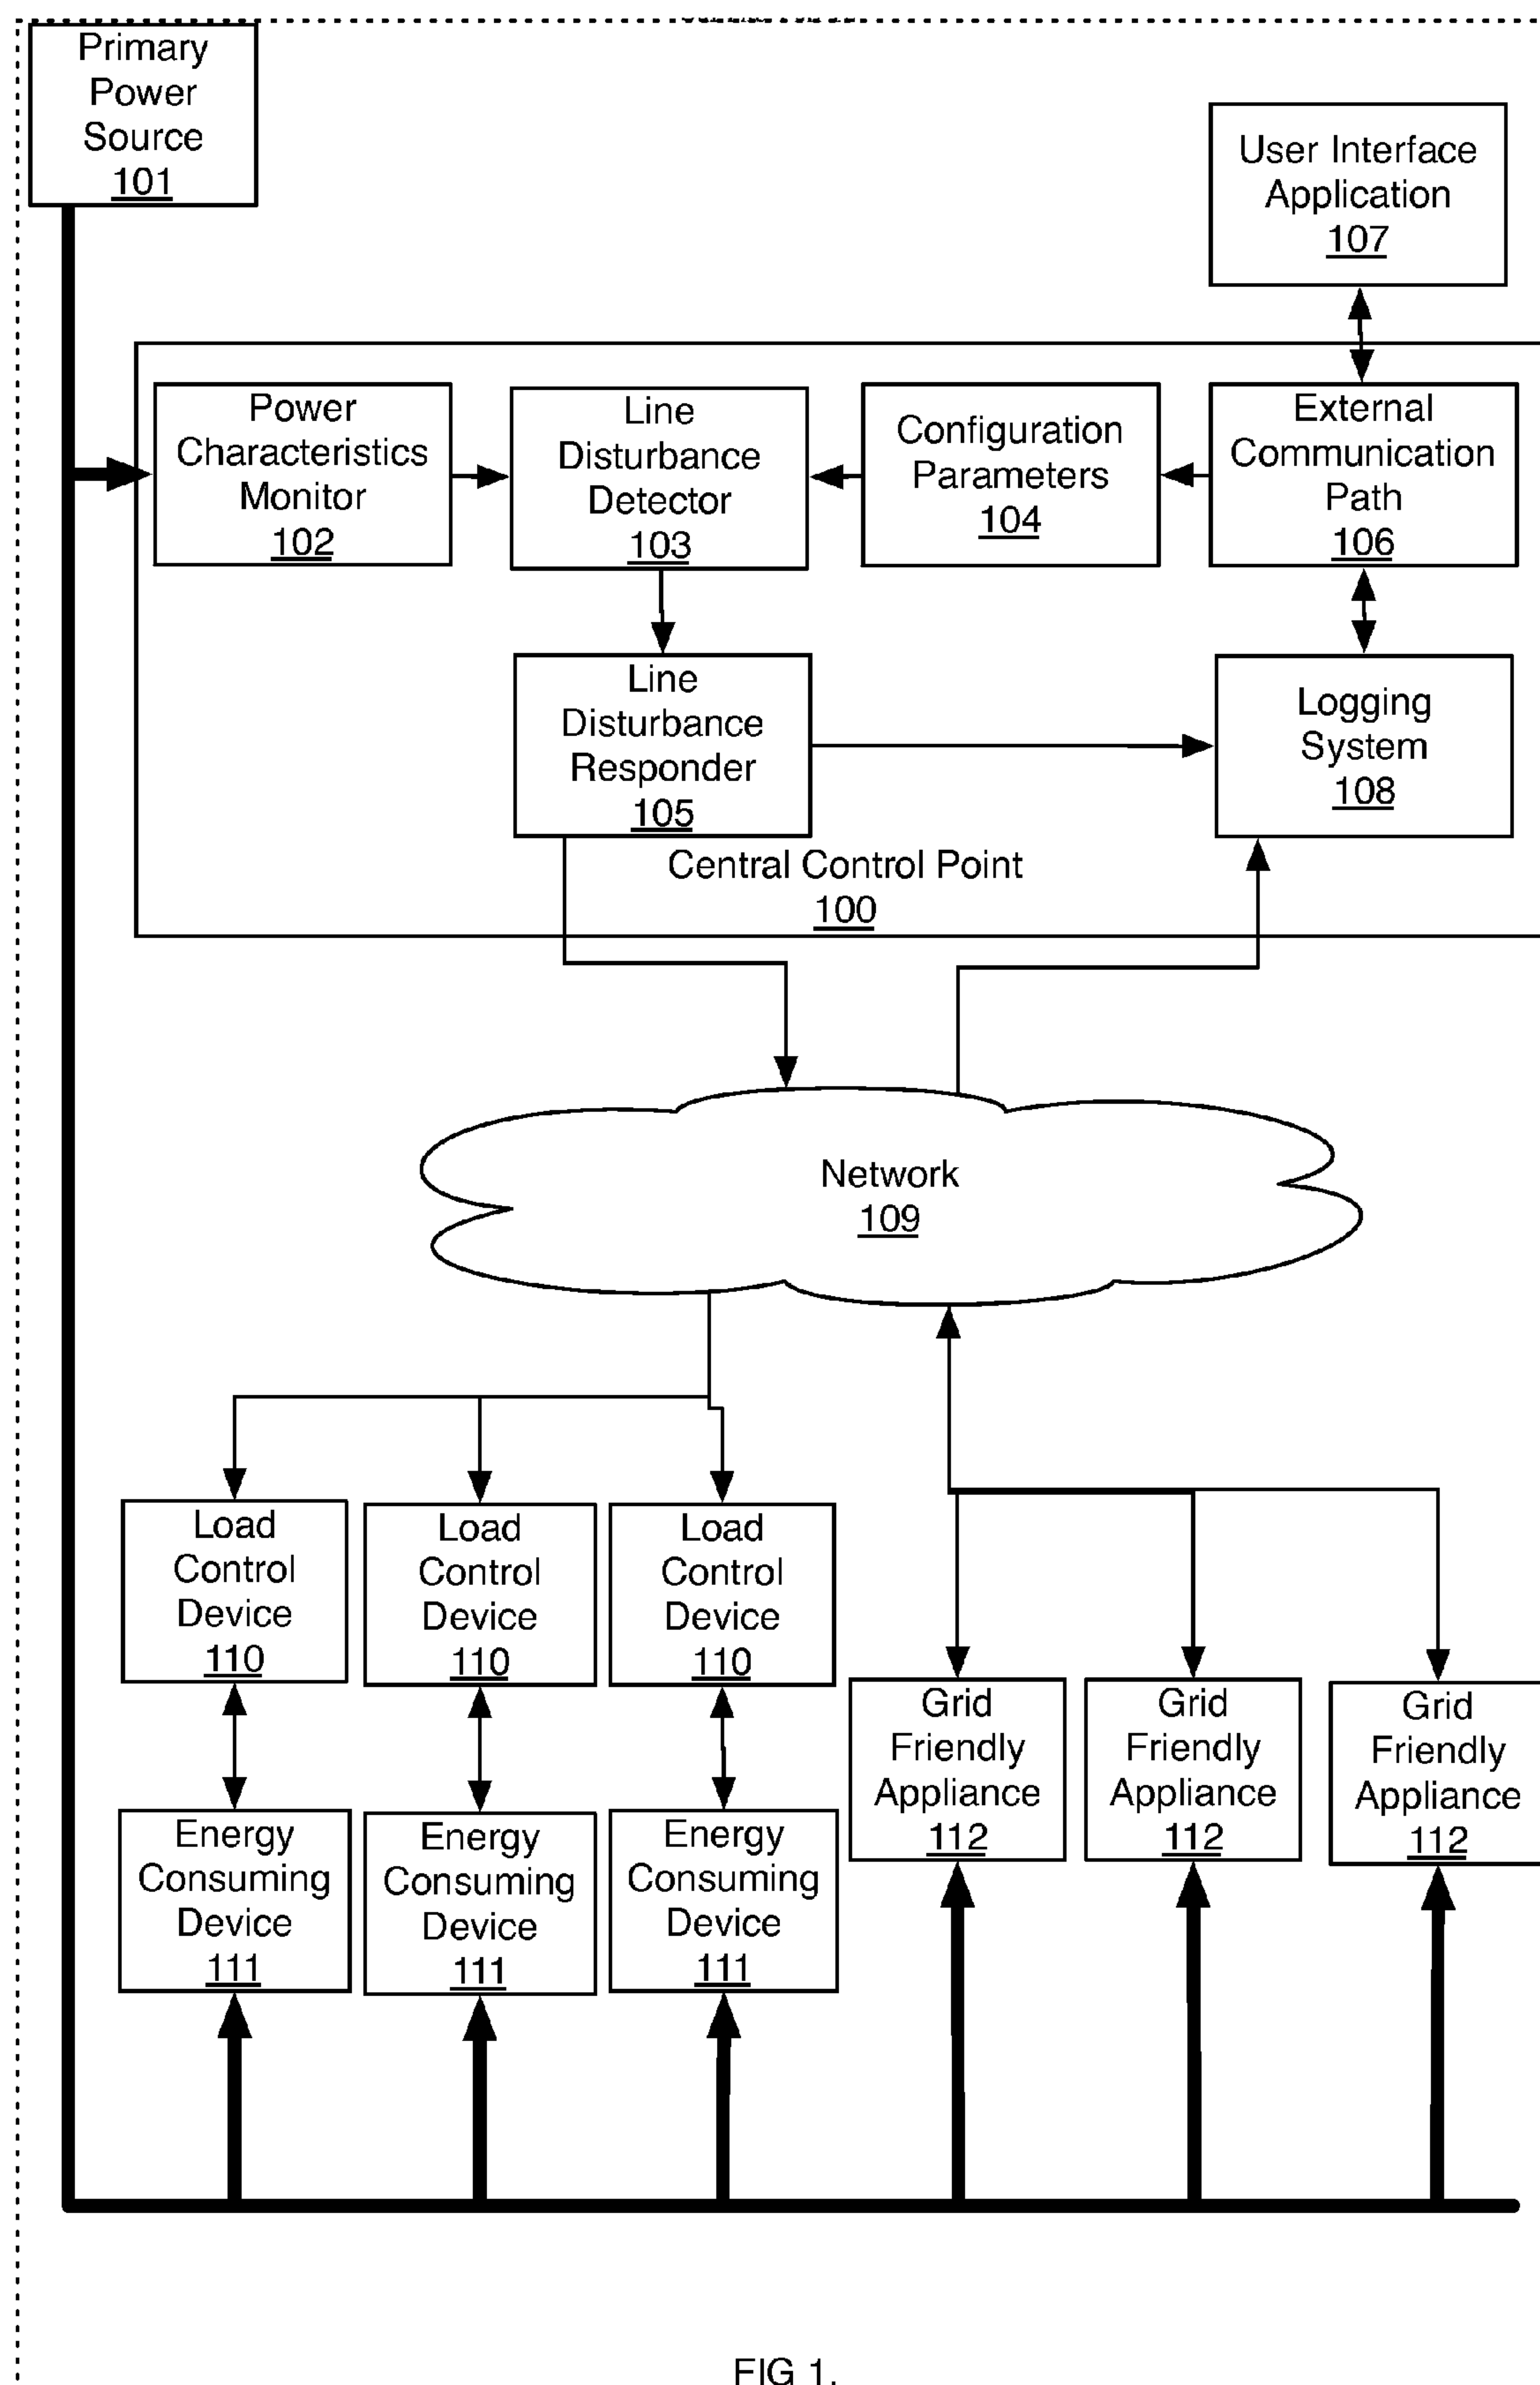 Primary
Power
Source
101
User Interface
Application
107
Power
Characteristics
Monitor
102
Line
Disturbance
Detector
103
Configuration
Parameters
104
External
Communication
Path
106
Line
Disturbance
Responder
105
Logging
System
108
Central Control Point
100
Network
109
Load
Control
Device
110
Load
Control
Device
110
Load
Control
Device
110
Grid
Friendly
Appliance
112
Grid
Friendly
Appliance
112
Grid
Friendly
Appliance
112
Energy
Consuming
Device
111
Energy
Consuming
Device
111
Energy
Consuming
Device
111
FIG 1.